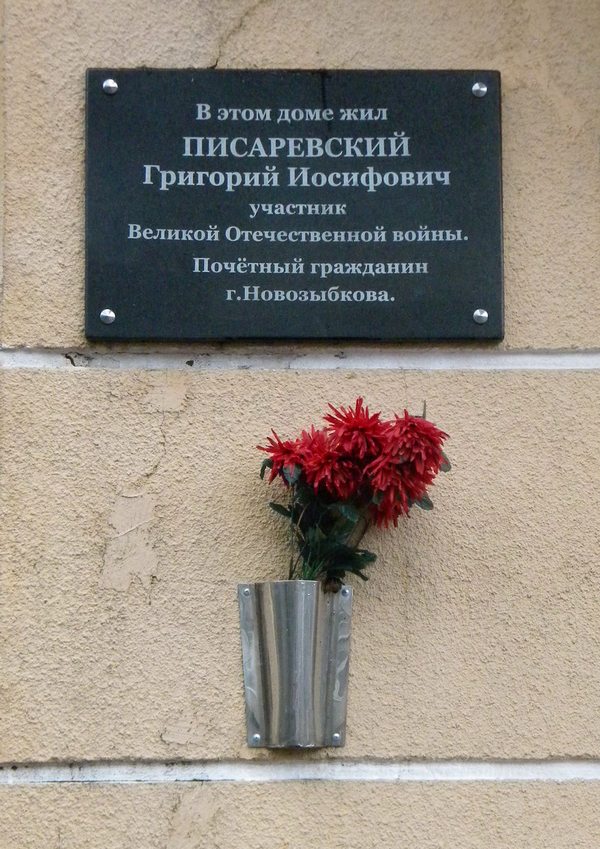 В этом доме жил
ПИСАРЕВСКИЙ
Григорий Иосифович
участник
Великой Отечественной войны.
Почётный гражданин
г.Новозыбкова.